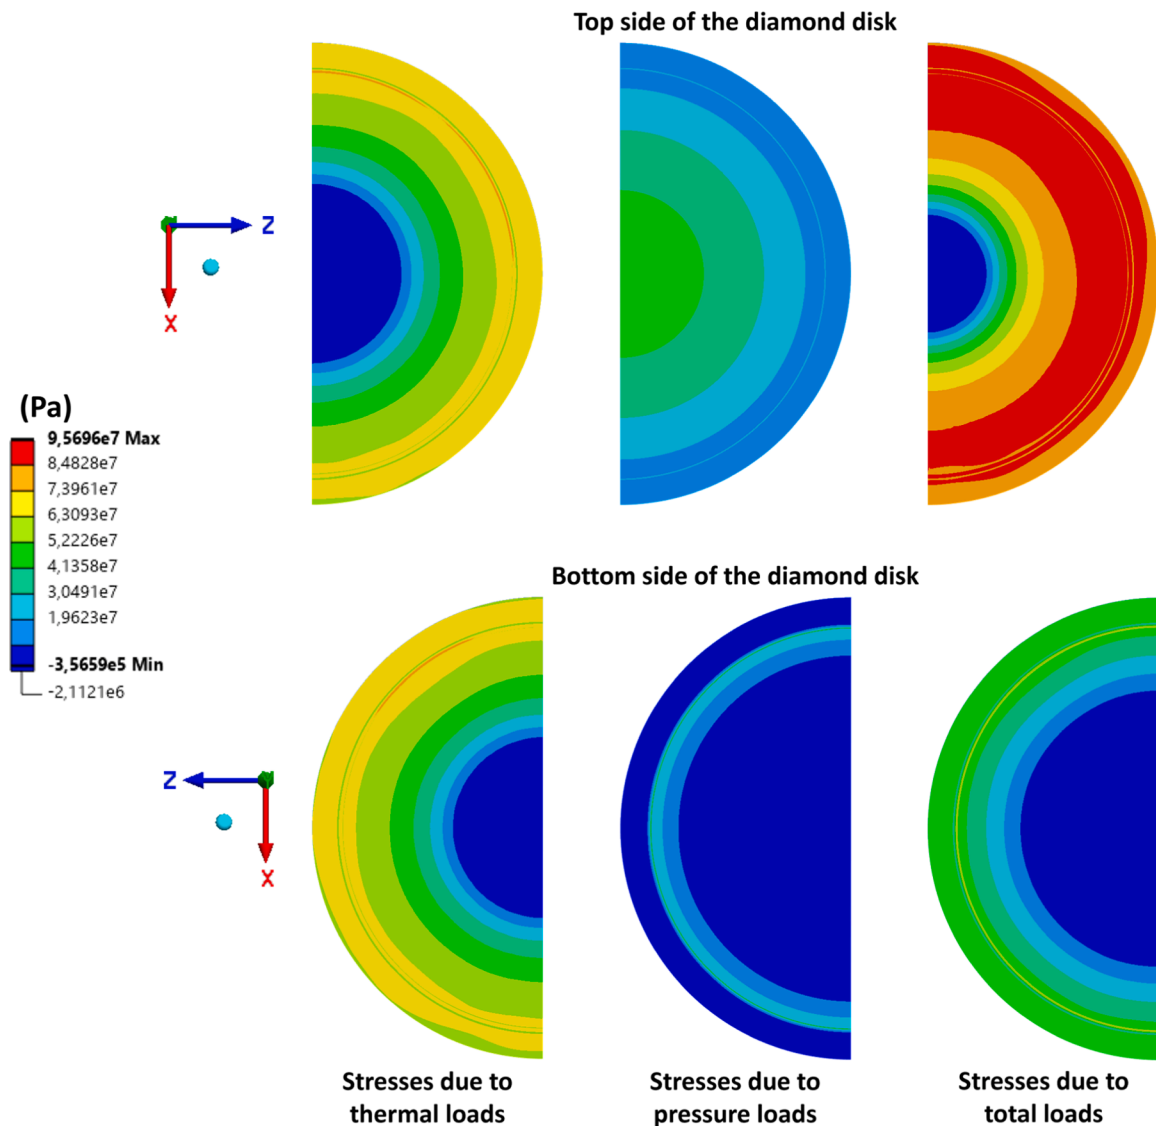 Top side of the diamond disk
Z
X
(Pa)
9,5696e7 Max
8,4828e7
7,3961e7
6,3093e7
5,2226e7
4,1358e7
3,0491e7
1,9623e7
-3,5659e5 Min
-2,1121e6
Bottom side of the diamond disk
Z
X
Stresses due to
thermal loads
Stresses due to
pressure loads
Stresses due to
total loads